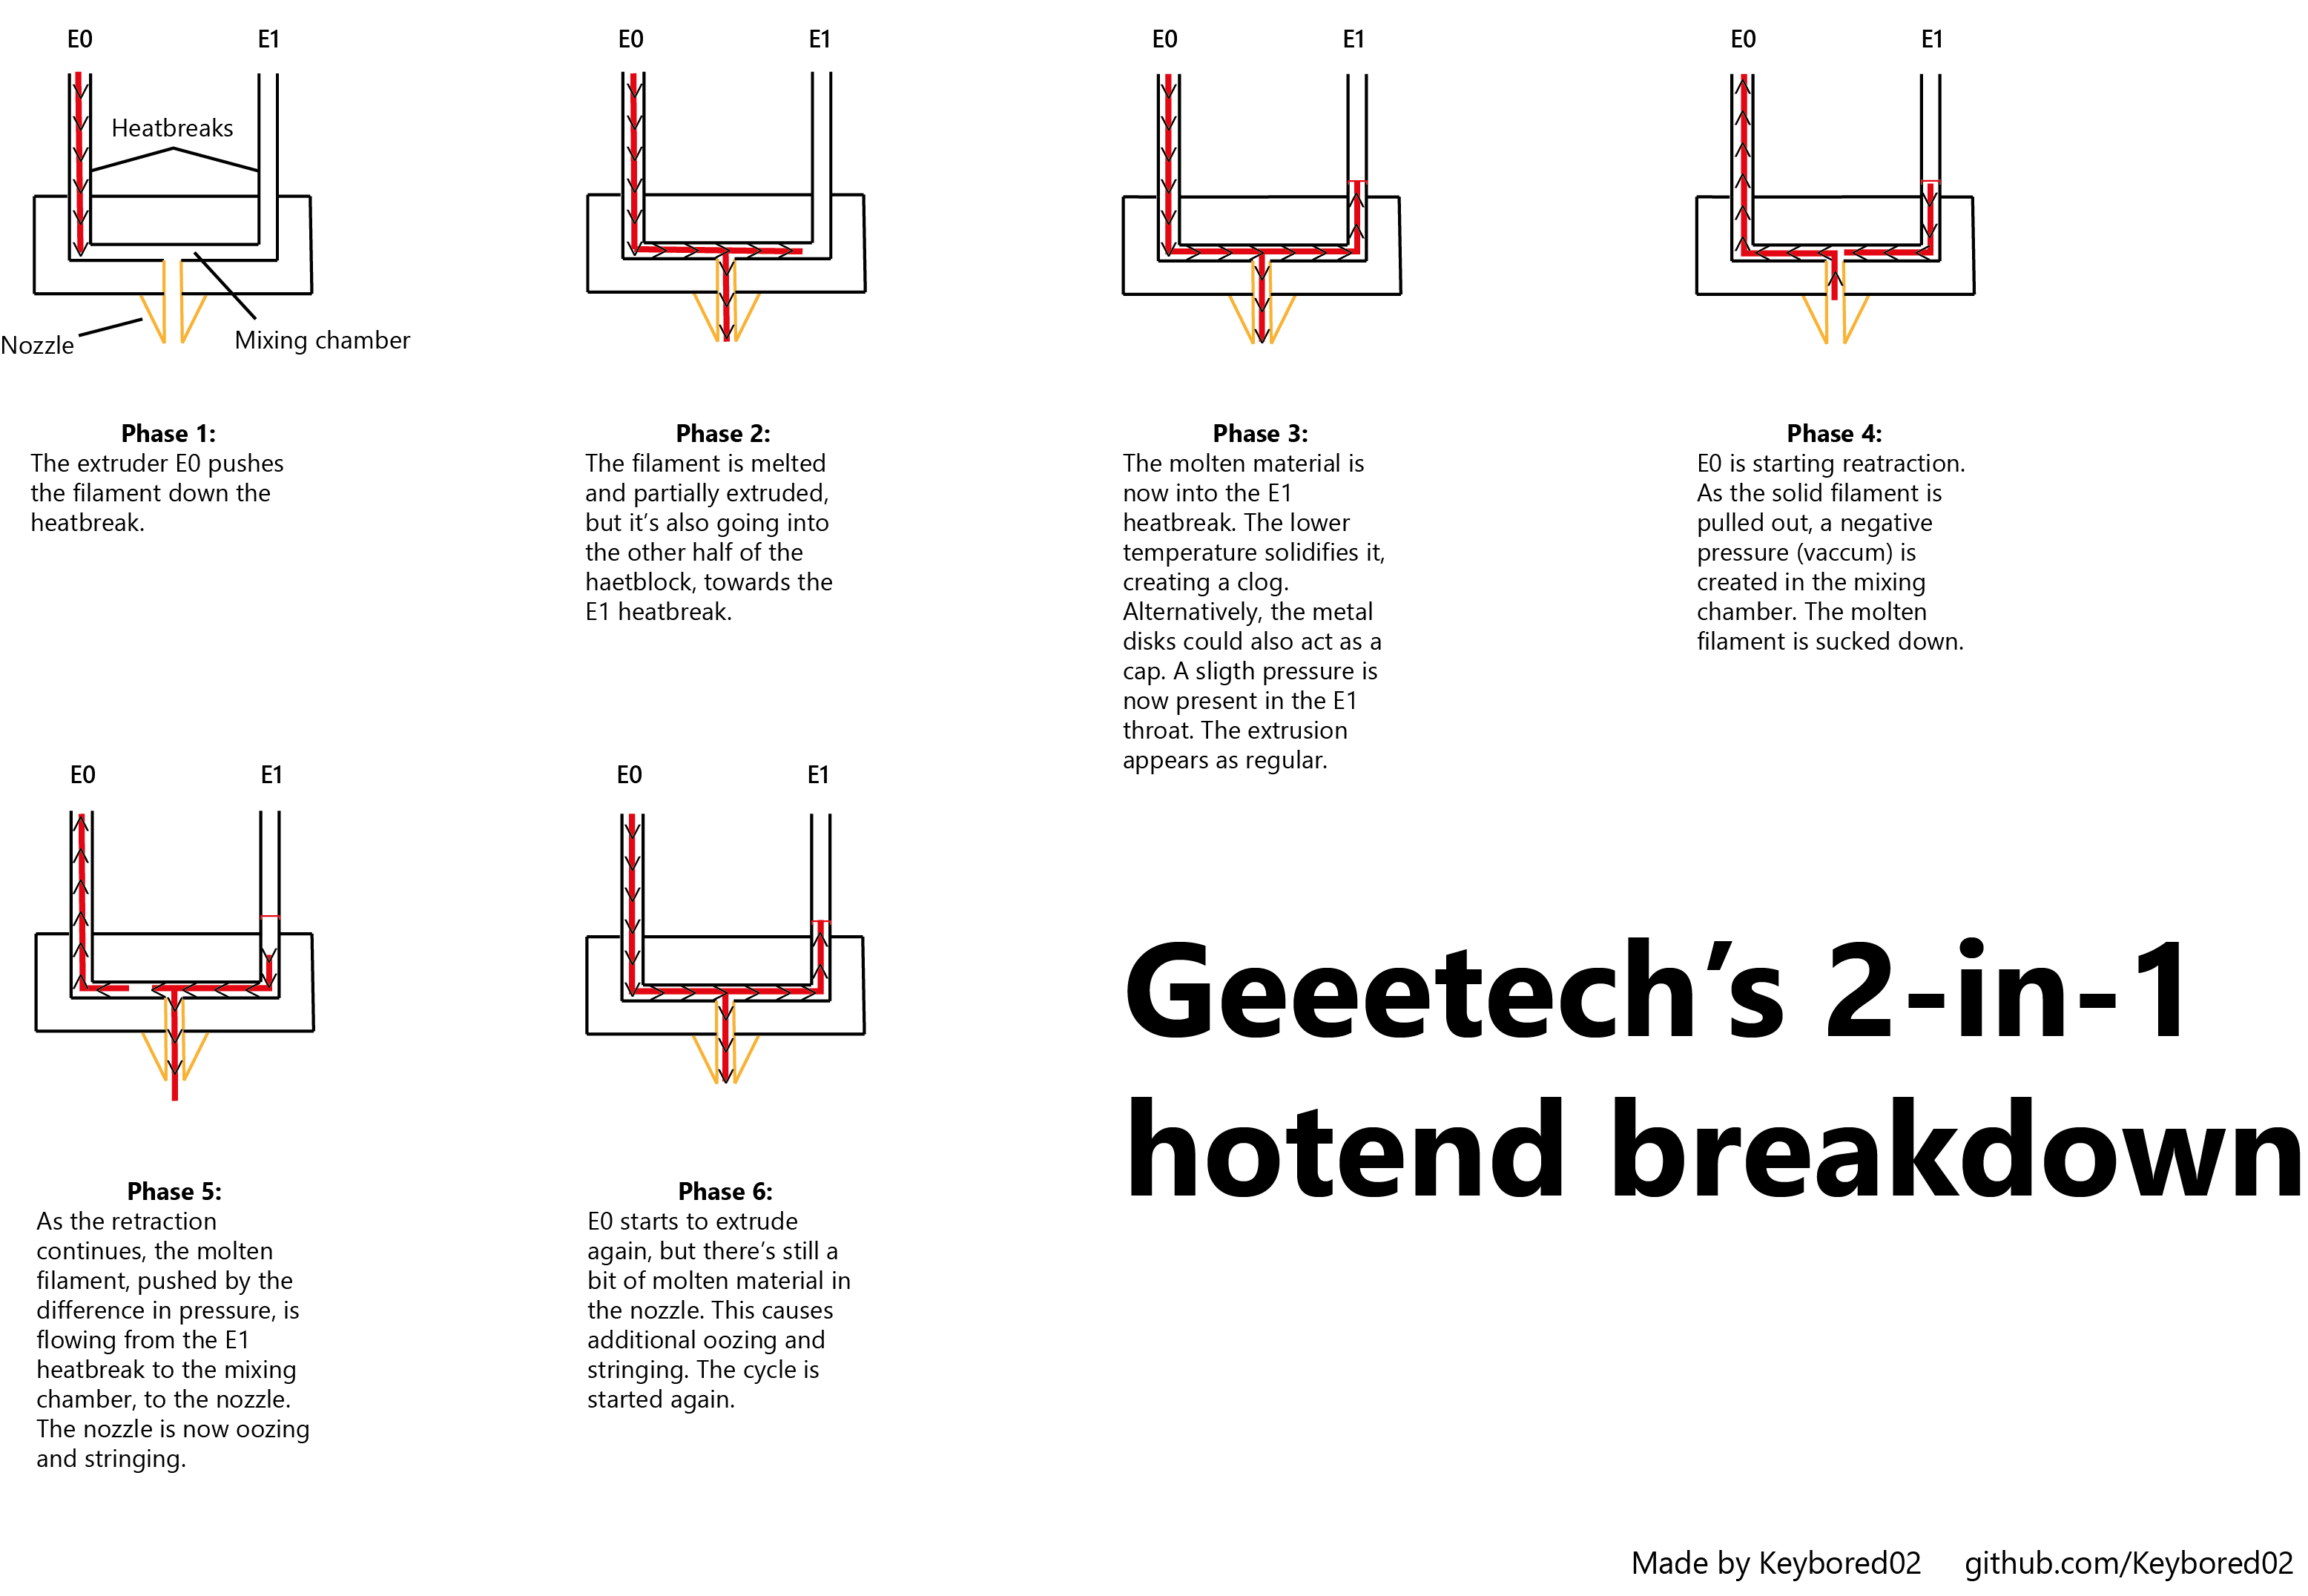 E0
E1
Heatbreaks
Nozzle
Mixing chamber
Phase 1:
The extruder E0 pushes
the filament down the
heatbreak.
E0
E1
Phase 2:
The filament is melted
and partially extruded,
but it’s also going into
the other half of the
haetblock, towards the
E1 heatbreak.
E0
E1
Phase 3:
The molten material is
now into the E1
heatbreak. The lower
temperature solidifies it,
creating a clog.
Alternatively, the metal
disks could also act as a
cap. A sligth pressure is
now present in the E1
throat. The extrusion
appears as regular.
E0
E1
Phase 4:
E0 is starting reatraction.
As the solid filament is
pulled out, a negative
pressure (vaccum) is
created in the mixing
chamber. The molten
filament is sucked down.
E0
E1
Phase 5:
As the retraction
continues, the molten
filament, pushed by the
difference in pressure, is
flowing from the E1
heatbreak to the mixing
chamber, to the nozzle.
The nozzle is now oozing
and stringing.
E0
E1
Phase 6:
E0 starts to extrude
again, but there’s still a
bit of molten material in
the nozzle. This causes
additional oozing and
stringing. The cycle is
started again.
Geeetech’s 2-in-1
hotend breakdown
Made by Keybored02
github.com/Keybored02